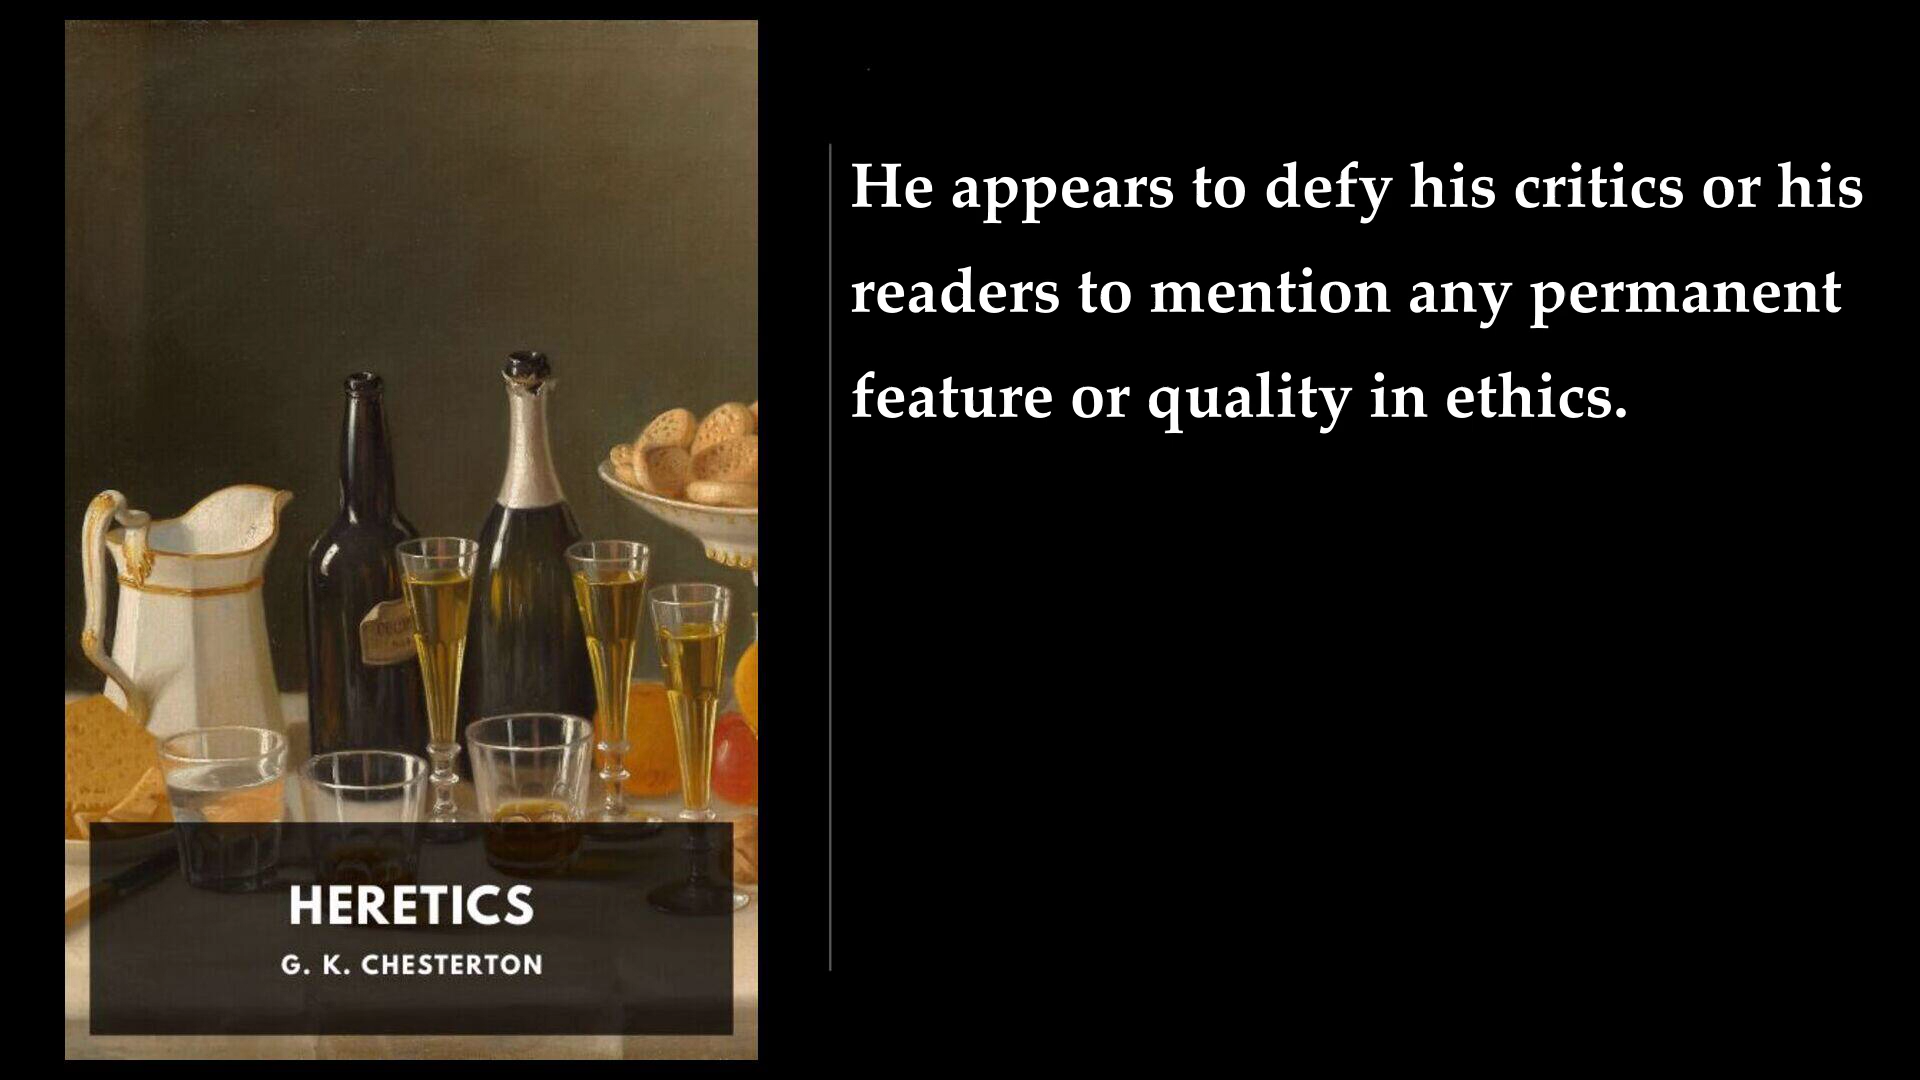 He appears to defy his critics or his
readers to mention any permanent
feature or quality in ethics.
HERETICS
G. K. CHESTERTON